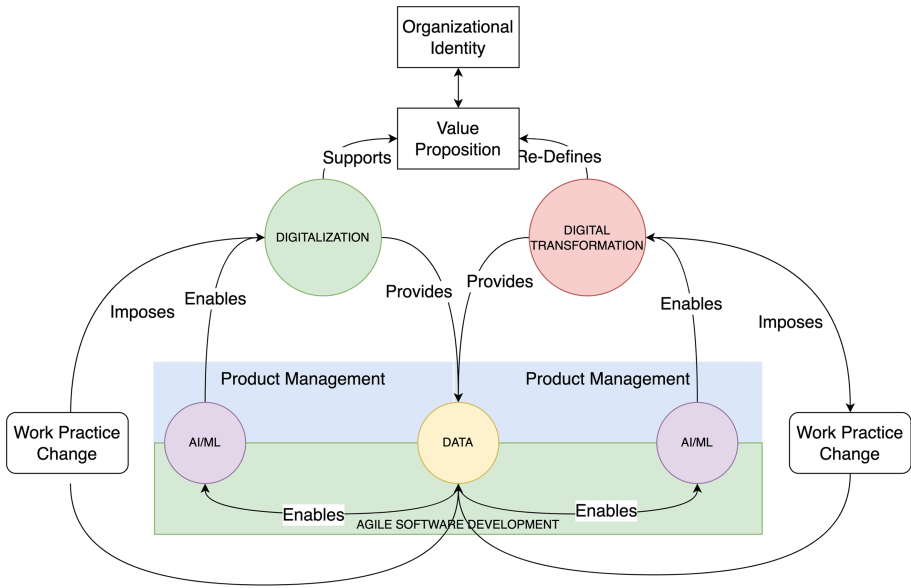 Organizational
Identity
Value
Proposition
Supports
Re-Defines
DIGITALIZATION
DIGITAL
TRANSFORMATION
Imposes
Enables
Provides
Provides
Enables
Imposes
Product Management
Product Management
Work Practice
Change
AI/ML
DATA
AI/ML
Work Practice
Change
Enables
Enables
AGILE SOFTWARE DEVELOPMENT